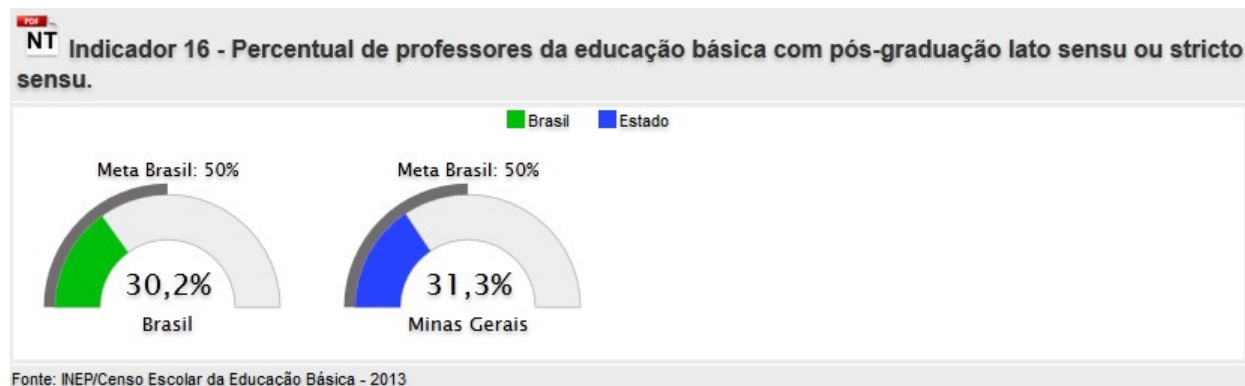 PDF
NT Indicador 16 - Percentual de professores da educação básica com pós-graduação lato sensu ou stricto
sensu.
Brasil Estado
Meta Brasil: 50% Meta Brasil: 50%
30,2% 31,3%
Brasil Minas Gerais
Fonte: INEP/Censo Escolar da Educação Básica - 2013